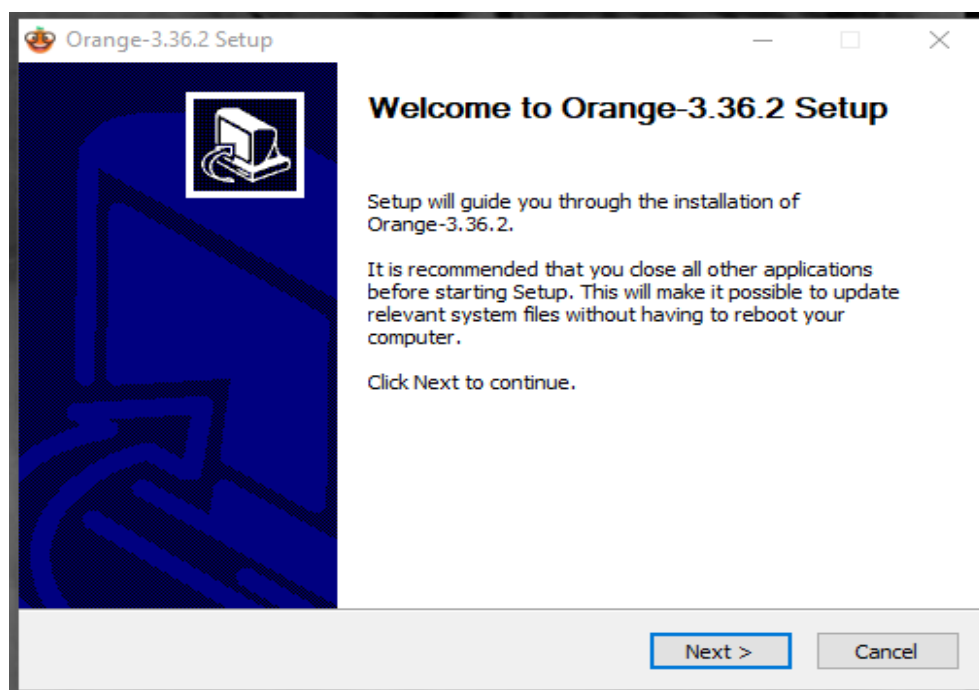 Orange-3.36.2 Setup
Welcome to Orange-3.36.2 Setup
Setup will guide you through the installation of
Orange-3.36.2.
It is recommended that you close all other applications
before starting Setup. This will make it possible to update
relevant system files without having to reboot your
computer.
Click Next to continue.
Next >
Cancel